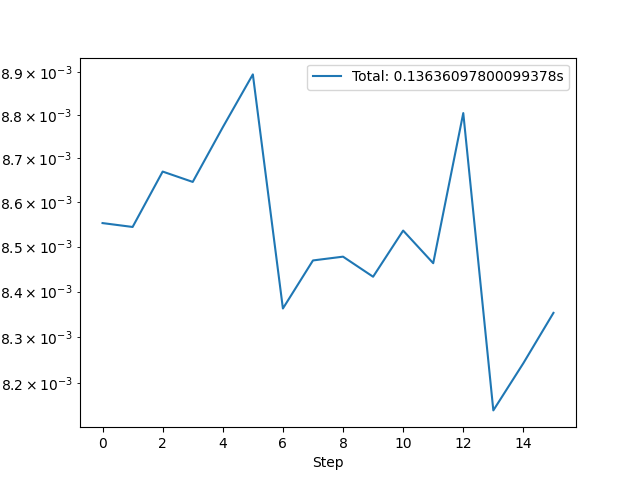 Total: 0.13636097800099378s
8.9 × 10⁻³
8.8 × 10⁻³
8.7 × 10⁻³
8.6 × 10⁻³
8.5 × 10⁻³
8.4 × 10⁻³
8.3 × 10⁻³
8.2 × 10⁻³
0 2 4 6 8 10 12 14
Step